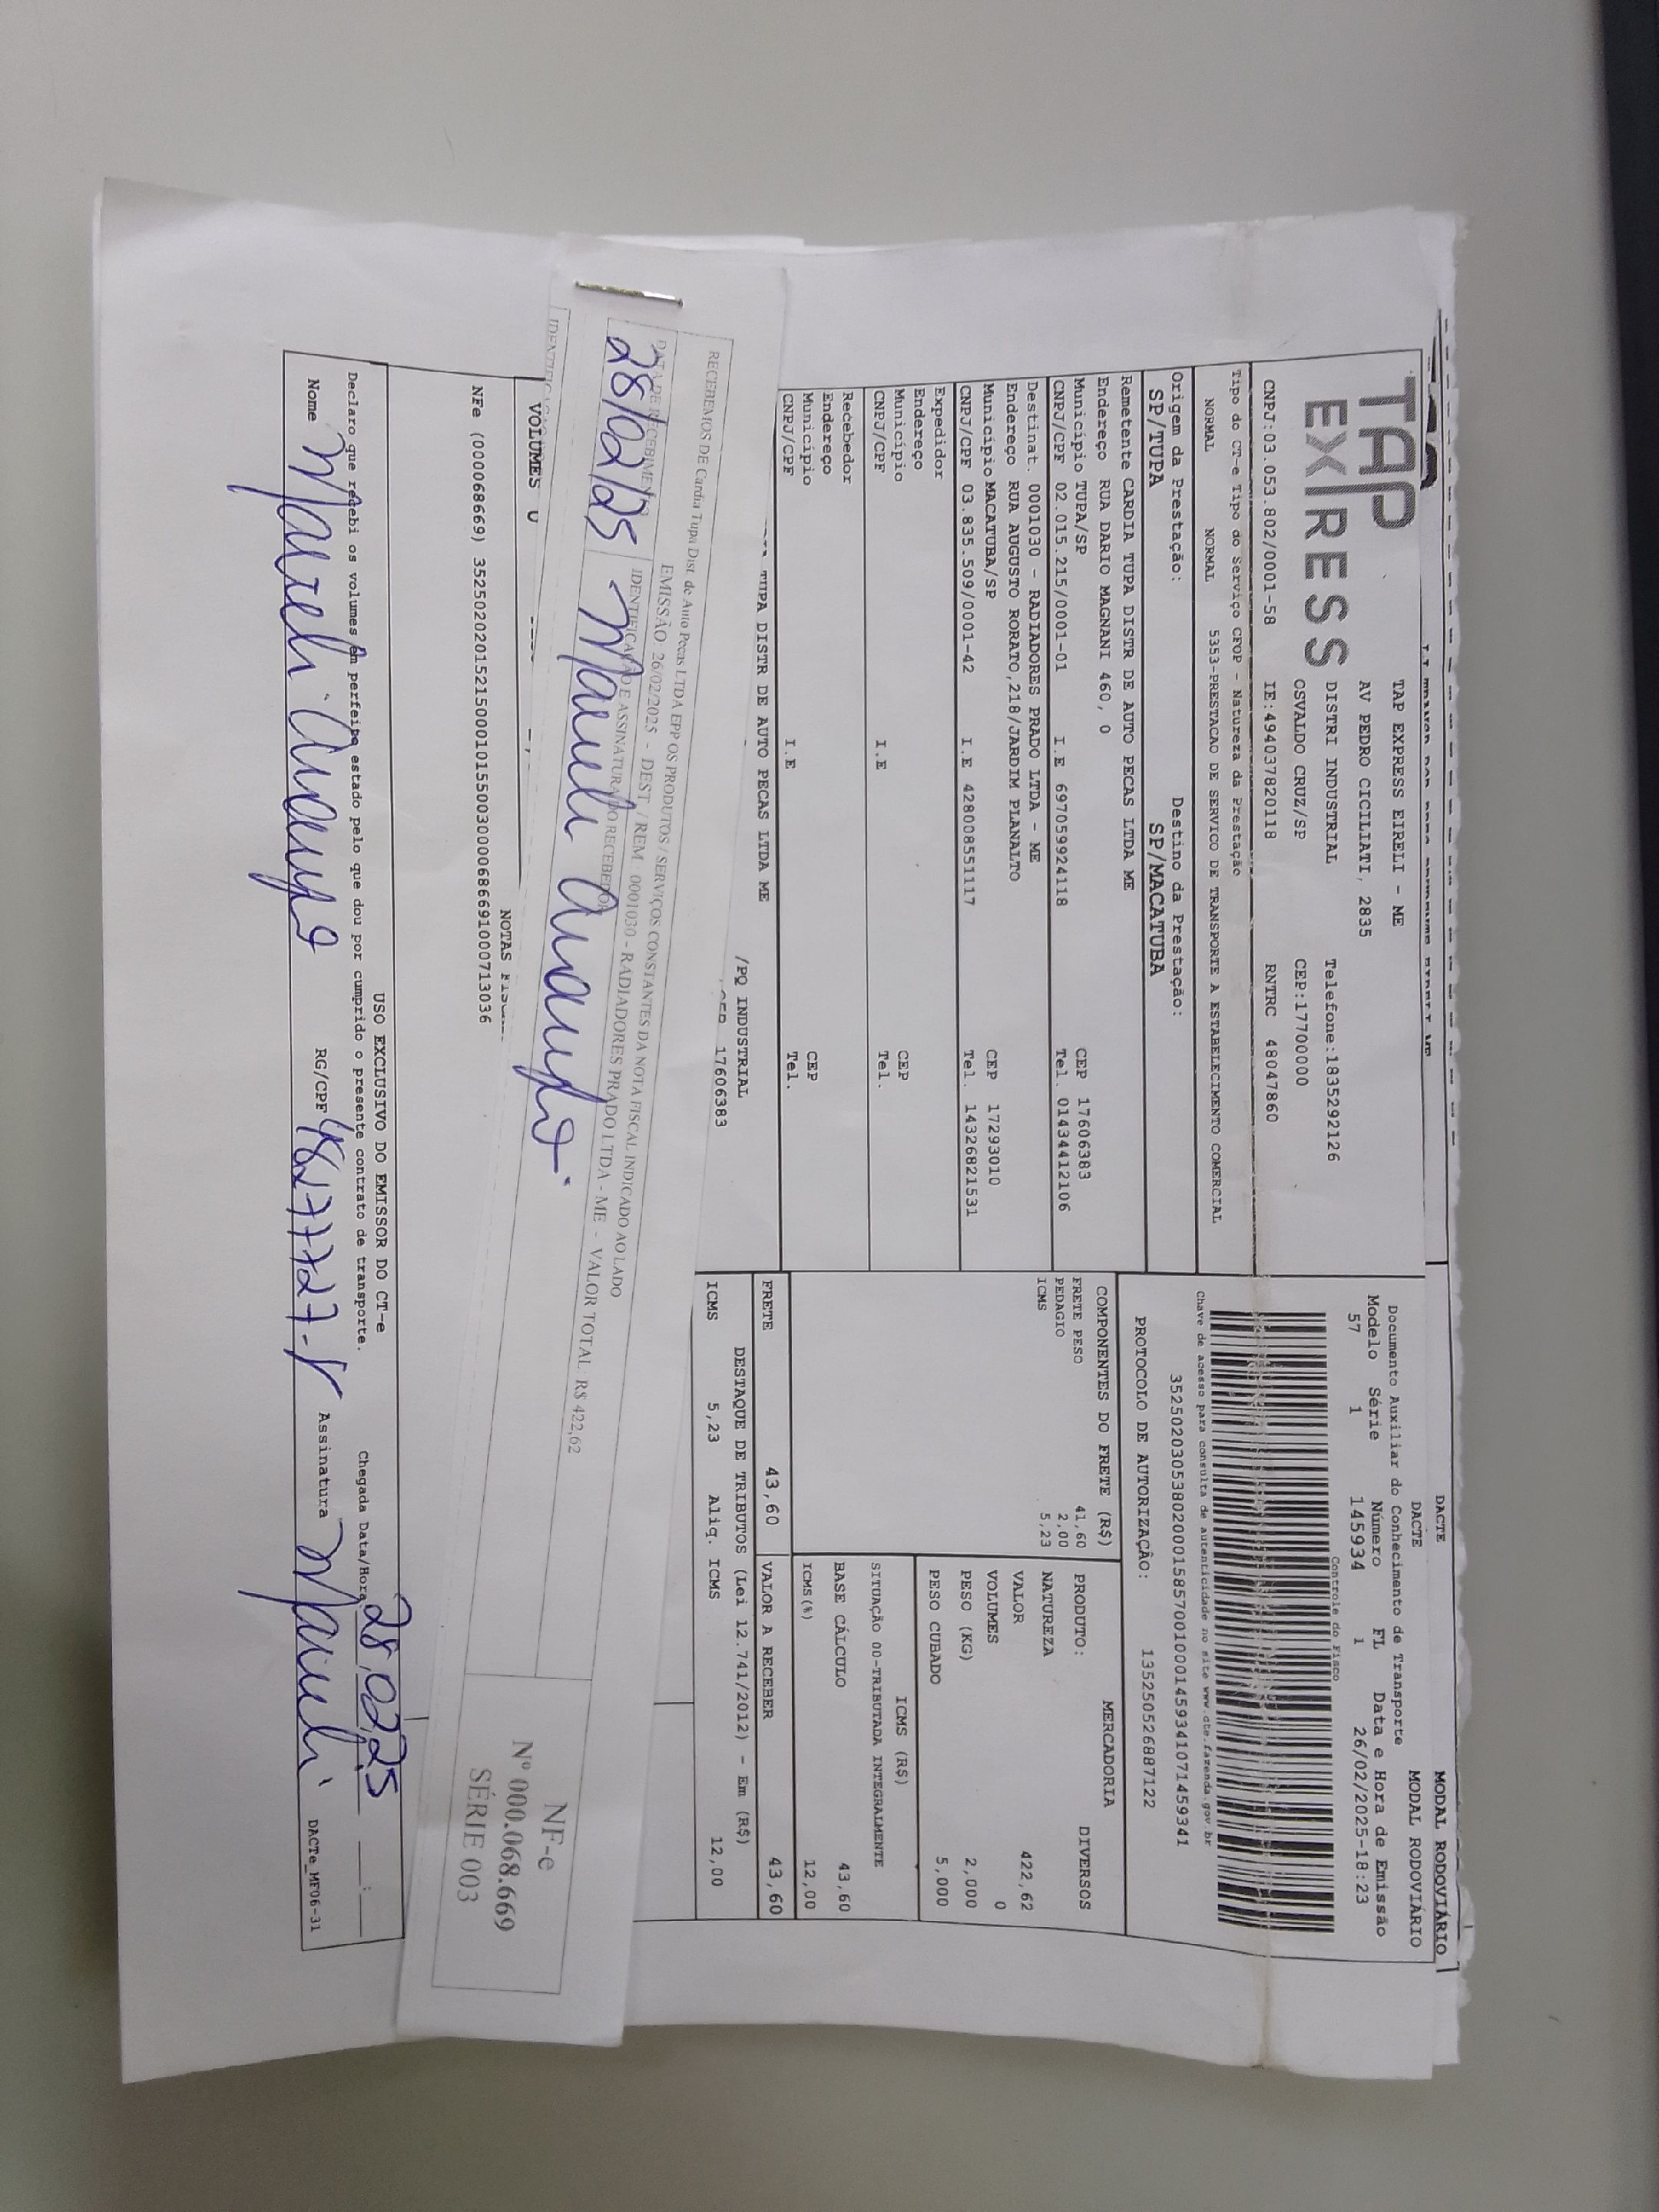 DACTE MODAL RODOVIÁRIO
TAP EXPRESS
TAP EXPRESS EIRELI - ME
AV PEDRO CICILIATI, 2835
DISTRI INDUSTRIAL Telefone:1835292126
OSVALDO CRUZ/SP CEP:17700000
CNPJ:03.053.802/0001-58 IE:494037820118 RNTRC 48047860
DACTE MODAL RODOVIÁRIO
Documento Auxiliar do Conhecimento de Transporte
Modelo Série Número FL Data e Hora de Emissão
57 1 145934 1 26/02/2025-18:23
Controle do Fisco
Tipo do CT-e Tipo do Serviço CFOP - Natureza da Prestação
NORMAL NORMAL 5353-PRESTACAO DE SERVICO DE TRANSPORTE A ESTABELECIMENTO COMERCIAL
Chave de acesso para consulta de autenticidade no site www.cte.fazenda.gov.br
35250203053802000158570010001459341071459341
Origem da Prestação: Destino da Prestação:
SP/TUPA SP/MACATUBA
PROTOCOLO DE AUTORIZAÇÃO: 135250526887122
Remetente CARDIA TUPA DISTR DE AUTO PECAS LTDA ME
Endereço RUA DARIO MAGNANI 460, 0
Município TUPA/SP CEP 17606383
CNPJ/CPF 02.015.215/0001-01 I.E 697059924118 Tel. 014344412106
Destinat. 0001030 - RADIADORES PRADO LTDA - ME
Endereço RUA AUGUSTO RORATO,218/JARDIM PLANALTO
Município MACATUBA/SP CEP 17293010
CNPJ/CPF 03.835.509/0001-42 I.E 428008551117 Tel. 14326821531
Expedidor
Endereço
Município CEP
CNPJ/CPF I.E Tel.
Recebedor
Endereço
Município CEP
CNPJ/CPF I.E Tel.
COMPONENTES DO FRETE (R$)
FRETE PESO 41,60
PEDAGIO 2,00
ICMS 5,23
MERCADORIA
PRODUTO: DIVERSOS
NATUREZA
VALOR 422,62
VOLUMES 0
PESO (KG) 2,000
PESO CUBADO 5,000
ICMS (R$)
SITUAÇÃO 00-TRIBUTADA INTEGRALMENTE
BASE CÁLCULO 43,60
ICMS(%) 12,00
FRETE 43,60 VALOR A RECEBER 43,60
DESTAQUE DE TRIBUTOS (Lei 12.741/2012) - Em (R$)
ICMS 5,23 Aliq. ICMS 12,00
TUPA DISTR DE AUTO PECAS LTDA ME
/PQ INDUSTRIAL
CEP 17606383
RECEBEMOS DE Cardia Tupa Dist. de Auto Pecas LTDA EPP OS PRODUTOS / SERVIÇOS CONSTANTES DA NOTA FISCAL INDICADO AO LADO
EMISSÃO: 26/02/2025 - DEST. / REM. 0001030 - RADIADORES PRADO LTDA - ME - VALOR TOTAL: R$ 422,62
DATA DE RECEBIMENTO IDENTIFICAÇÃO E ASSINATURA DO RECEBEDOR
28/02/25
NF-e
Nº 000.068.669
SÉRIE 003
VOLUMES
NOTAS
NFe (000068669) 35250202015215000101550030000686691000713036
USO EXCLUSIVO DO EMISSOR DO CT-e
Declaro que recebi os volumes em perfeito estado pelo que dou por cumprido o presente contrato de transporte.
Chegada Data/Hora 28,02,25
Nome RG/CPF Assinatura
DACTe_MF06-31